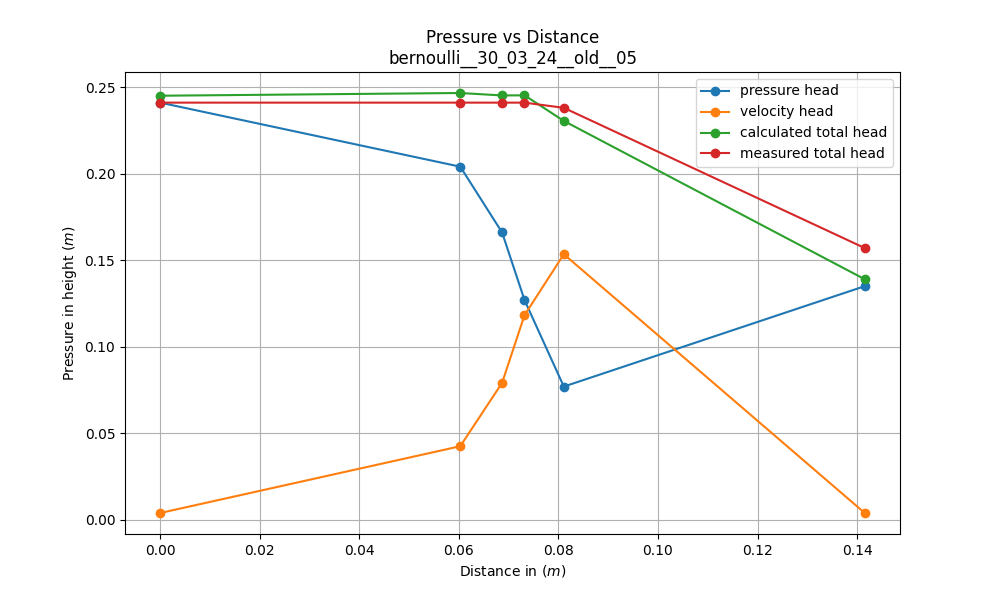 Pressure vs Distance
bernoulli__30_03_24__old__05
pressure head
velocity head
calculated total head
measured total head
Pressure in height (m)
0.25
0.20
0.15
0.10
0.05
0.00
0.00 0.02 0.04 0.06 0.08 0.10 0.12 0.14
Distance in (m)